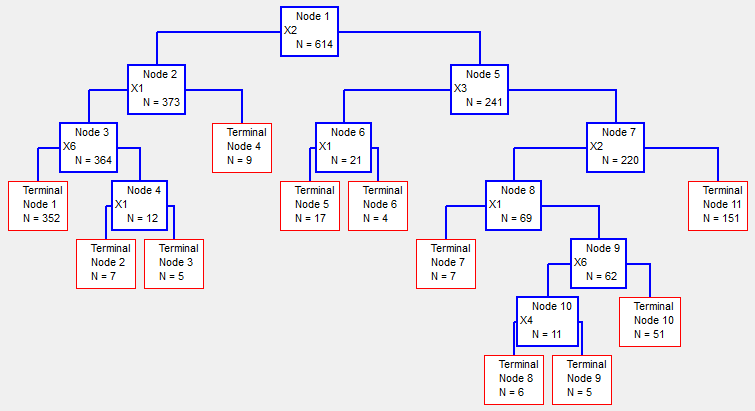 Node 1
X2
N = 614
Node 2
X1
N = 373
Node 5
X3
N = 241
Node 3
X6
N = 364
Terminal
Node 4
N = 9
Node 6
X1
N = 21
Node 7
X2
N = 220
Terminal
Node 1
N = 352
Node 4
X1
N = 12
Terminal
Node 5
N = 17
Terminal
Node 6
N = 4
Node 8
X1
N = 69
Terminal
Node 11
N = 151
Terminal
Node 2
N = 7
Terminal
Node 3
N = 5
Terminal
Node 7
N = 7
Node 9
X6
N = 62
Node 10
X4
N = 11
Terminal
Node 10
N = 51
Terminal
Node 8
N = 6
Terminal
Node 9
N = 5